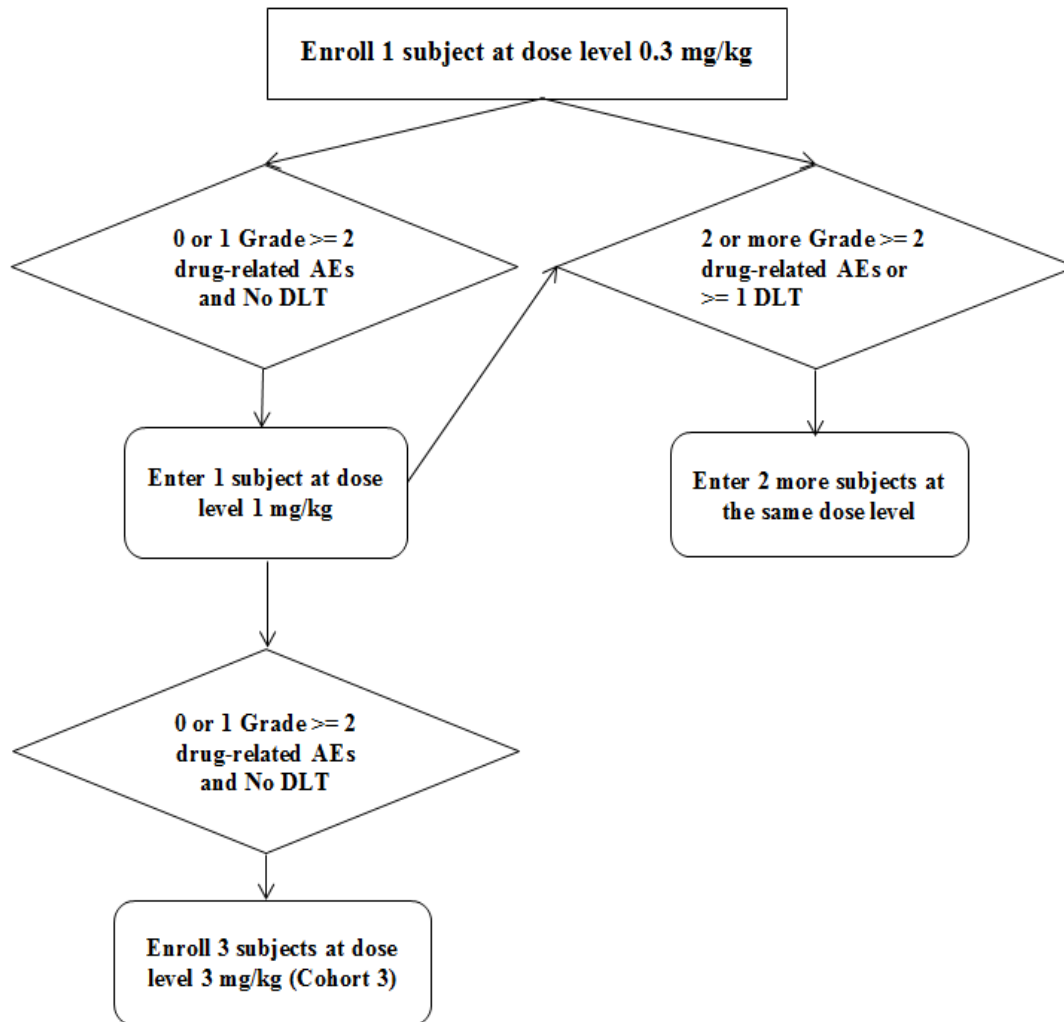 Enroll 1 subject at dose level 0.3 mg/kg
0 or 1 Grade >= 2
drug-related AEs
and No DLT
2 or more Grade >= 2
drug-related AEs or
>= 1 DLT
Enter 1 subject at dose
level 1 mg/kg
Enter 2 more subjects at
the same dose level
0 or 1 Grade >= 2
drug-related AEs
and No DLT
Enroll 3 subjects at dose
level 3 mg/kg (Cohort 3)